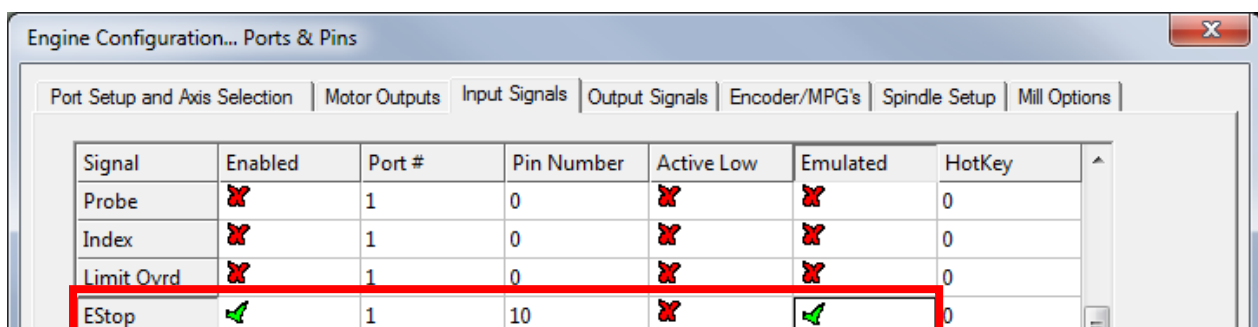 Engine Configuration... Ports & Pins
Port Setup and Axis Selection Motor Outputs Input Signals Output Signals Encoder/MPG's Spindle Setup Mill Options
Signal Enabled Port # Pin Number Active Low Emulated HotKey
Probe 1 0 0
Index 1 0 0
Limit Ovrd 1 0 0
EStop 1 10 0